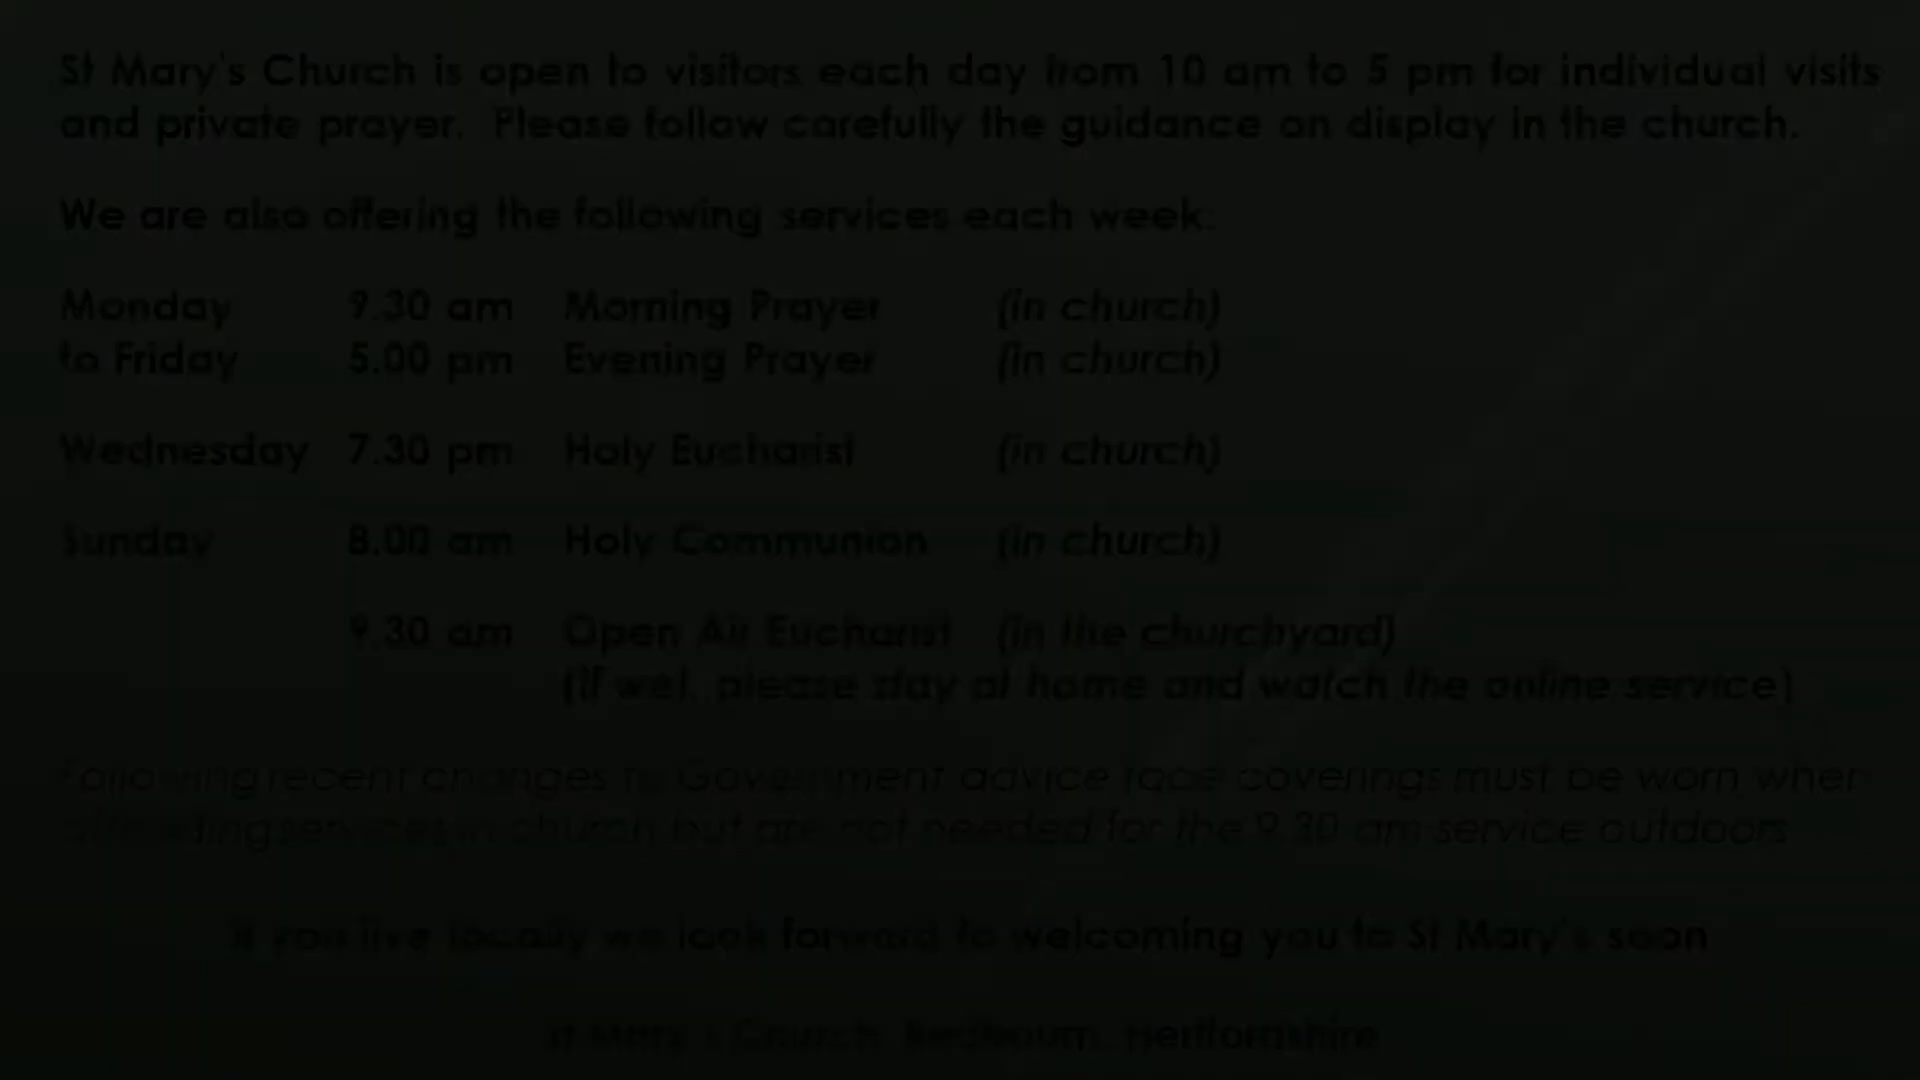 St Mary's Church is open to visitors each day from 10 am to 5 pm for individual visits
and private prayer. Please follow carefully the guidance on display in the church.
We are also offering the following services each week:
Monday 9.30 am Morning Prayer (in church)
to Friday 5.00 pm Evening Prayer (in church)
Wednesday 7.30 pm Holy Eucharist (in church)
Sunday 8.00 am Holy Communion (in church)
9.30 am Open Air Eucharist (in the churchyard)
(if wet, please stay at home and watch the online service)
Following recent changes to Government advice face coverings must be worn when
attending services in church but are not needed for the 9.30 am service outdoors
If you live locally we look forward to welcoming you to St Mary's soon
St Mary's Church, Redbourn, Hertfordshire